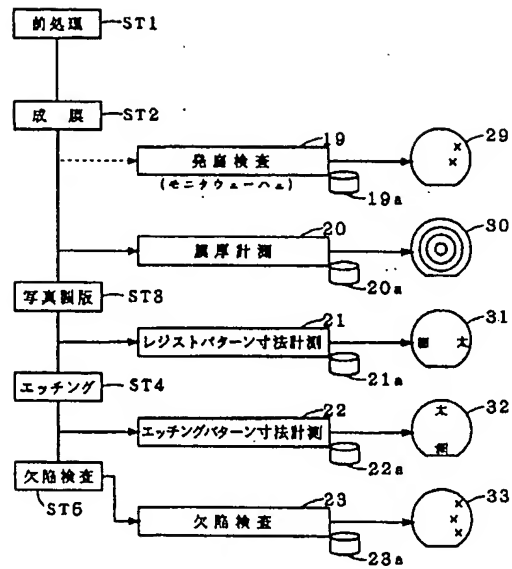 前処理 ST1
成膜 ST2
19 29
発塵検査
(モニタウェーハ)
19a
20 30
膜厚計測
20a
写真製版 ST3
21 31
レジストパターン寸法計測
細 太
21a
エッチング ST4
22 32
エッチングパターン寸法計測
太
細
22a
欠陥検査
ST5
23 33
欠陥検査
23a